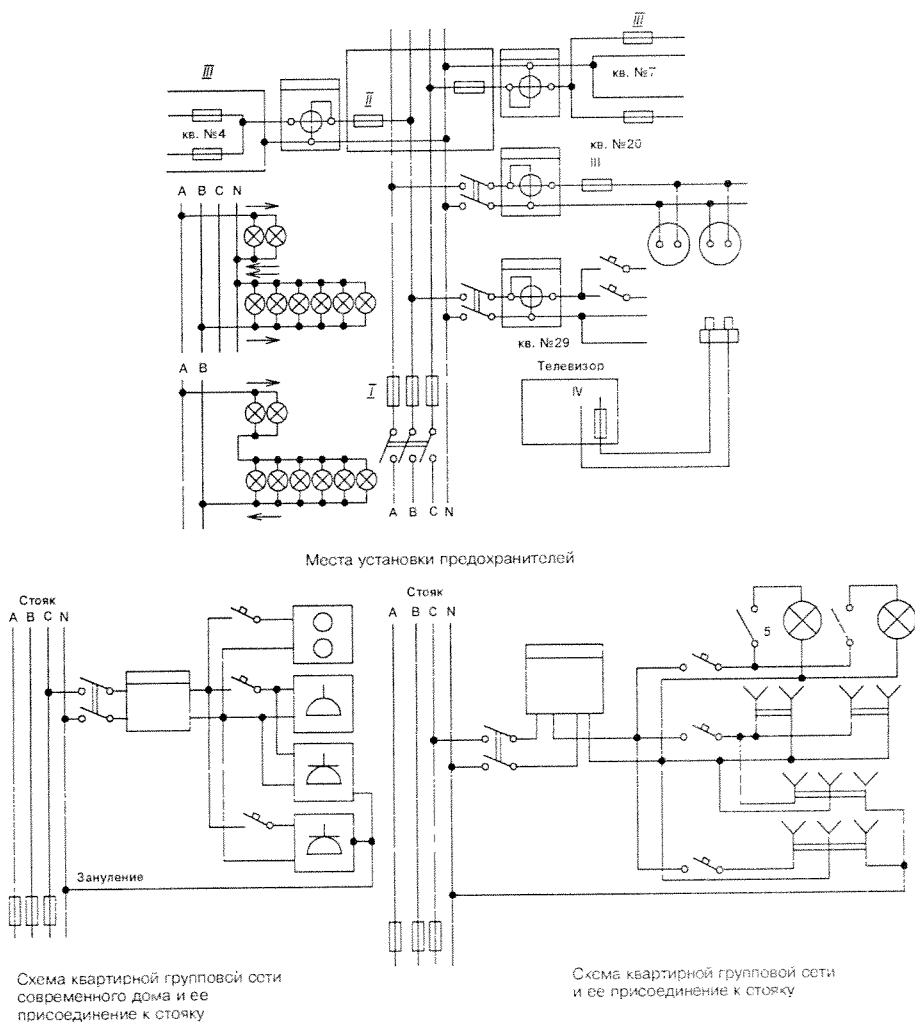 III
III
кв. №7
II
кв. №4
кв. №20
III
A B C N
кв. №29
Телевизор
IV
A B
I
A B C N
Места установки предохранителей
Стояк
A B C N
Зануление
Схема квартирной групповой сети
современного дома и ее
присоединение к стояку
Стояк
A B C N
5
Схема квартирной групповой сети
и ее присоединение к стояку